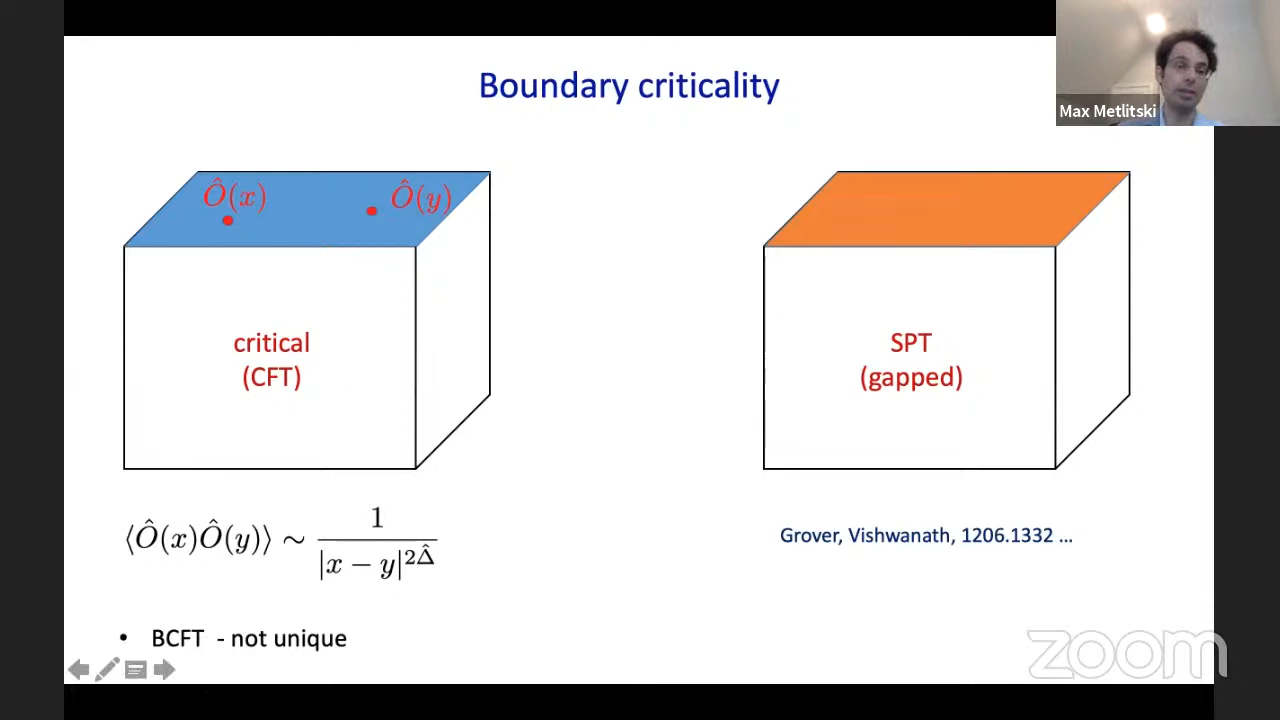 Boundary criticality
Max Metlitski
Ô(x)
Ô(y)
critical
(CFT)
SPT
(gapped)
⟨Ô(x)Ô(y)⟩ ∼ 1 / |x − y|^{2Δ̂}
Grover, Vishwanath, 1206.1332 ...
• BCFT - not unique
zoom